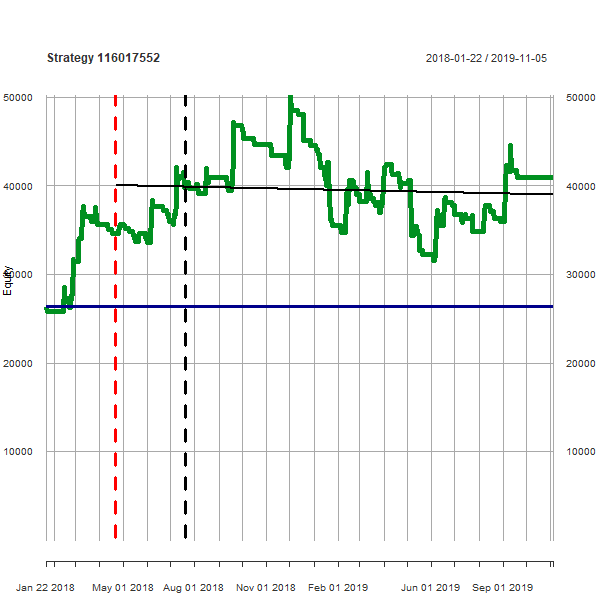 Strategy 116017552 2018-01-22 / 2019-11-05
50000 50000
40000 40000
30000 30000
Equity
20000 20000
10000 10000
Jan 22 2018 May 01 2018 Aug 01 2018 Nov 01 2018 Feb 01 2019 Jun 01 2019 Sep 01 2019